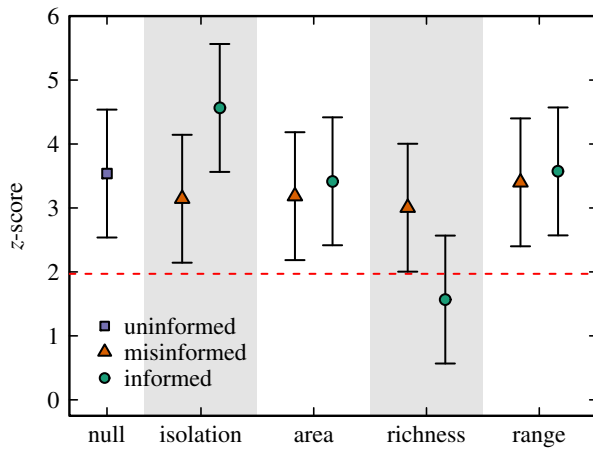 6
5
4
3
2
1
0
z-score
uninformed
misinformed
informed
null isolation area richness range